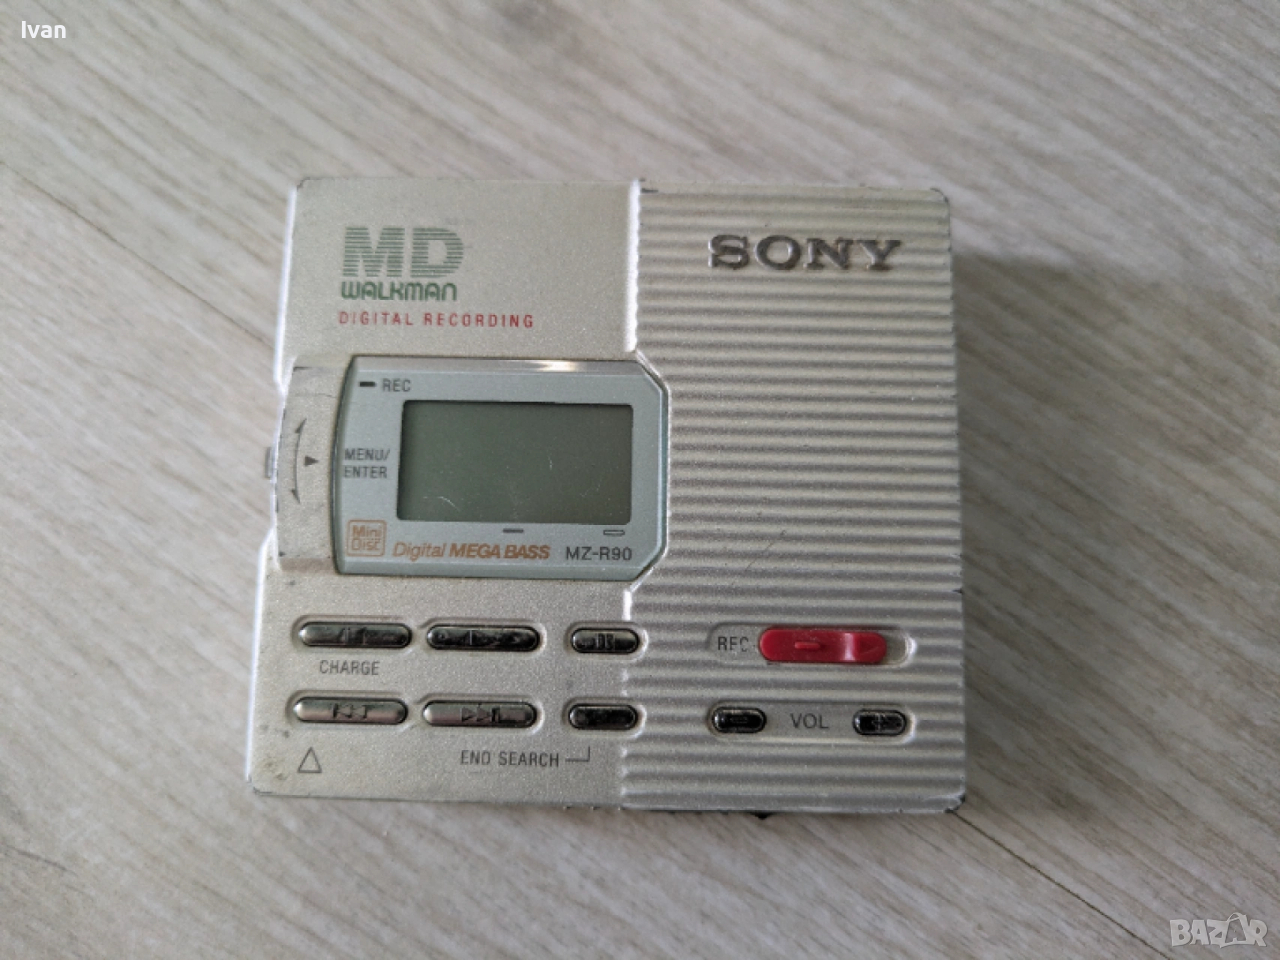 Ivan
MD
WALKMAN
DIGITAL RECORDING
SONY
REC
MENU/
ENTER
Mini
Disc
Digital MEGA BASS
MZ-R90
CHARGE
REC
VOL
END SEARCH
BAZAR